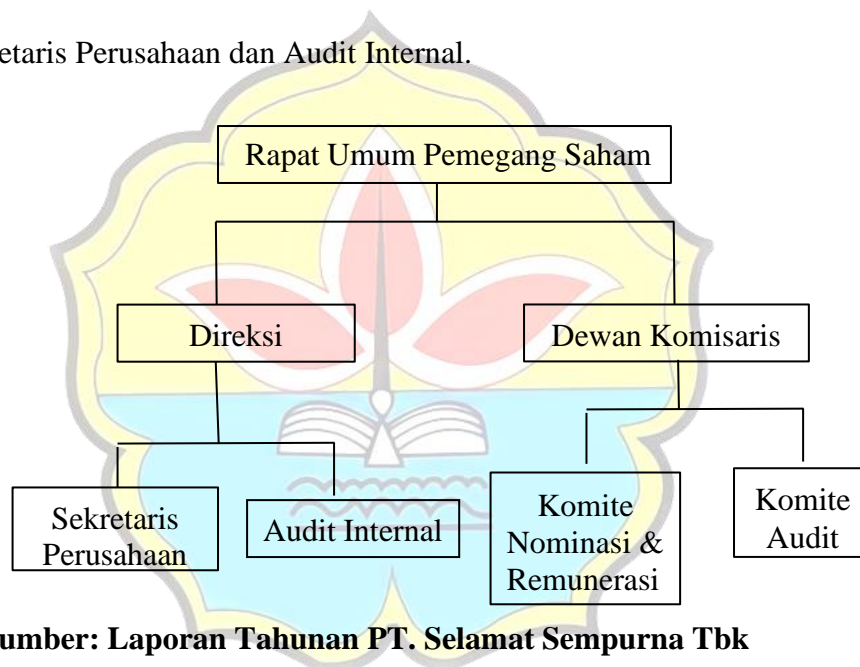 etaris Perusahaan dan Audit Internal.
Rapat Umum Pemegang Saham
Direksi
Dewan Komisaris
Sekretaris
Perusahaan
Audit Internal
Komite
Nominasi &
Remunerasi
Komite
Audit
umber: Laporan Tahunan PT. Selamat Sempurna Tbk